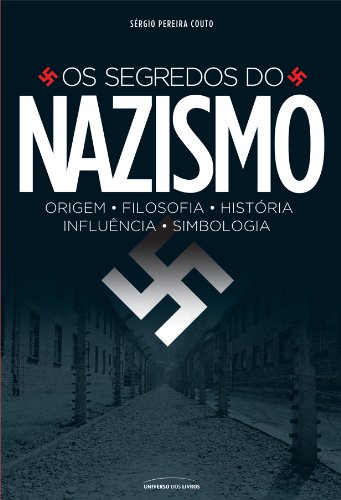 SÉRGIO PEREIRA COUTO
OS SEGREDOS DO
NAZISMO
ORIGEM • FILOSOFIA • HISTÓRIA
INFLUÊNCIA • SIMBOLOGIA
UNIVERSO DOS LIVROS